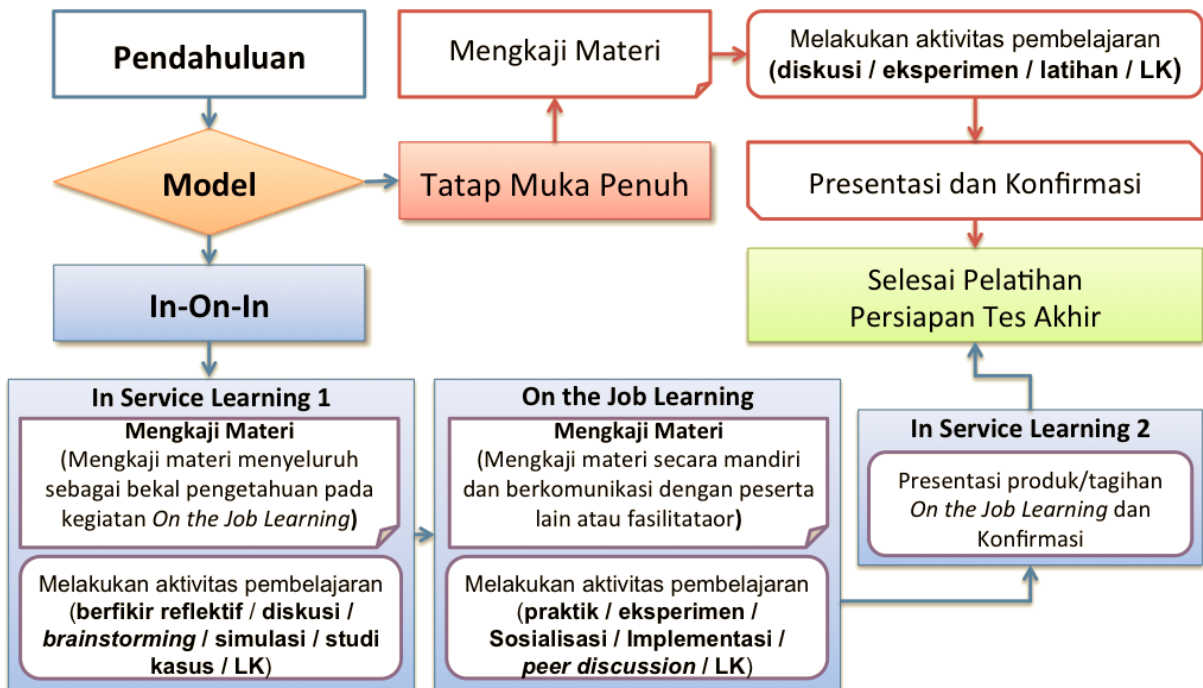 Pendahuluan
Model
Tatap Muka Penuh
Mengkaji Materi
Melakukan aktivitas pembelajaran
(diskusi / eksperimen / latihan / LK)
Presentasi dan Konfirmasi
Selesai Pelatihan
Persiapan Tes Akhir
In-On-In
In Service Learning 1
Mengkaji Materi
(Mengkaji materi menyeluruh
sebagai bekal pengetahuan pada
kegiatan On the Job Learning)
Melakukan aktivitas pembelajaran
(berfikir reflektif / diskusi /
brainstorming / simulasi / studi
kasus / LK)
On the Job Learning
Mengkaji Materi
(Mengkaji materi secara mandiri
dan berkomunikasi dengan peserta
lain atau fasilitataor)
Melakukan aktivitas pembelajaran
(praktik / eksperimen /
Sosialisasi / Implementasi /
peer discussion / LK)
In Service Learning 2
Presentasi produk/tagihan
On the Job Learning dan
Konfirmasi